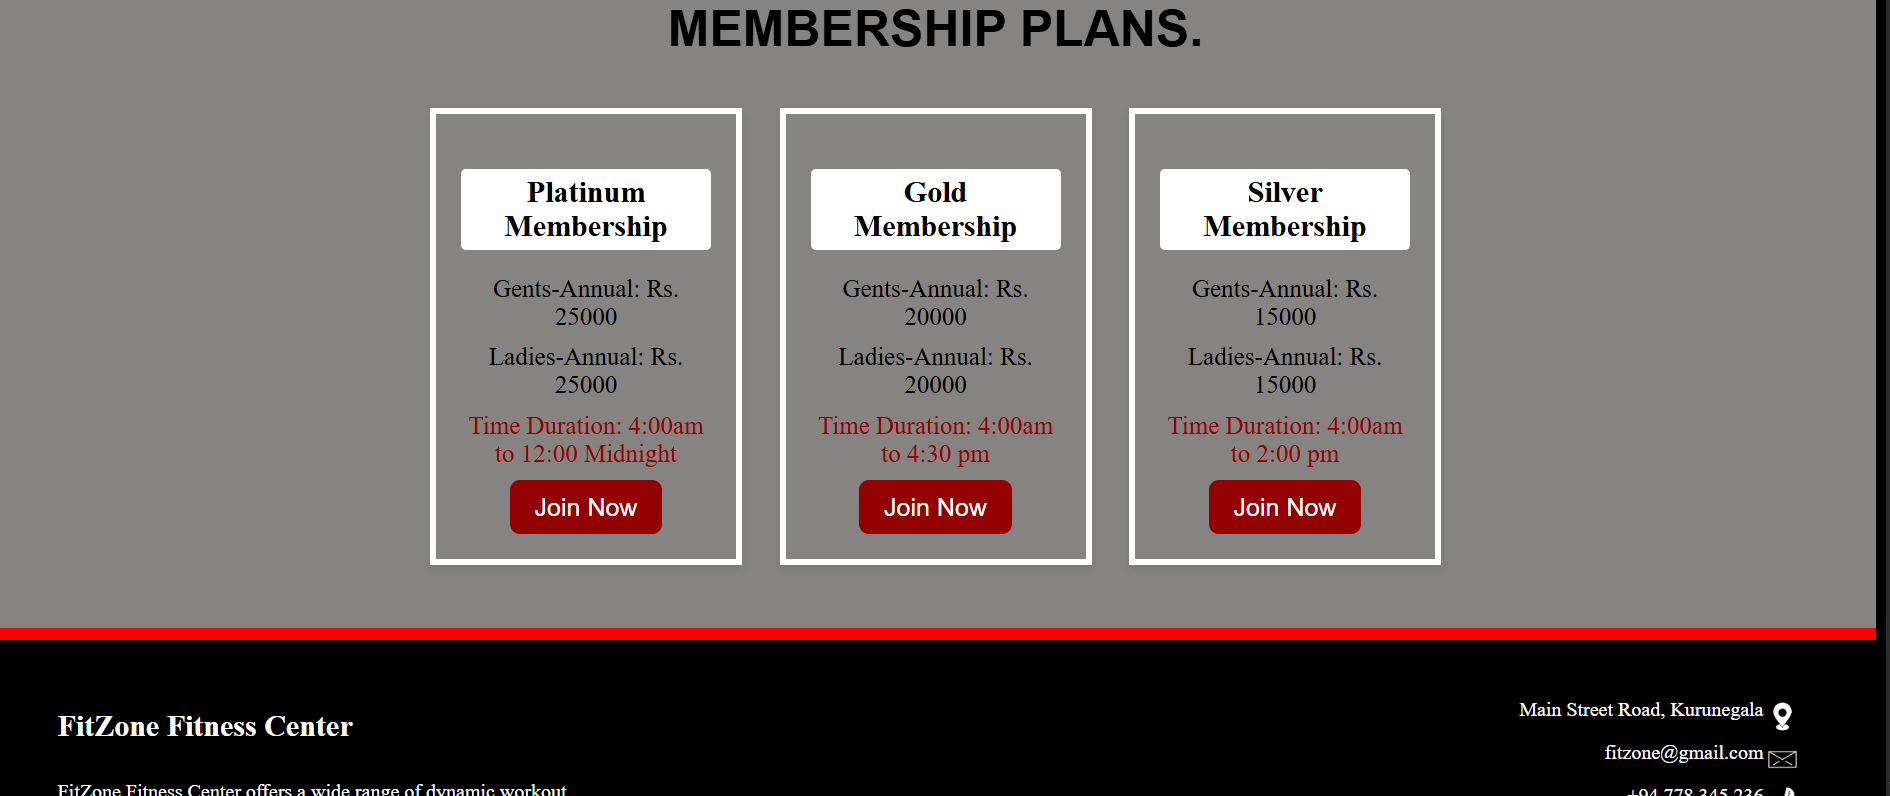 MEMBERSHIP PLANS.
Platinum
Membership
Gents-Annual: Rs.
25000
Ladies-Annual: Rs.
25000
Time Duration: 4:00am
to 12:00 Midnight
Join Now
Gold
Membership
Gents-Annual: Rs.
20000
Ladies-Annual: Rs.
20000
Time Duration: 4:00am
to 4:30 pm
Join Now
Silver
Membership
Gents-Annual: Rs.
15000
Ladies-Annual: Rs.
15000
Time Duration: 4:00am
to 2:00 pm
Join Now
FitZone Fitness Center
FitZone Fitness Center offers a wide range of dynamic workout
Main Street Road, Kurunegala
fitzone@gmail.com
+94 778 345 236